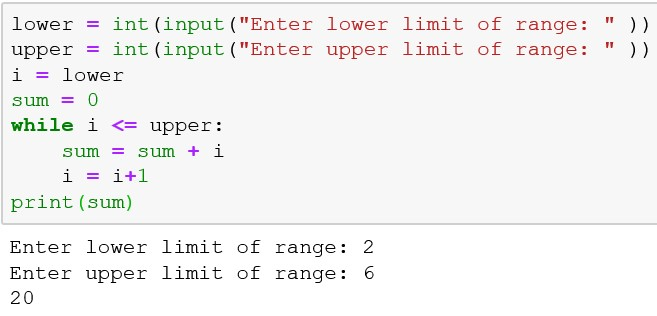 lower = int(input("Enter lower limit of range: " ))
upper = int(input("Enter upper limit of range: " ))
i = lower
sum = 0
while i <= upper:
    sum = sum + i
    i = i+1
print(sum)
Enter lower limit of range: 2
Enter upper limit of range: 6
20